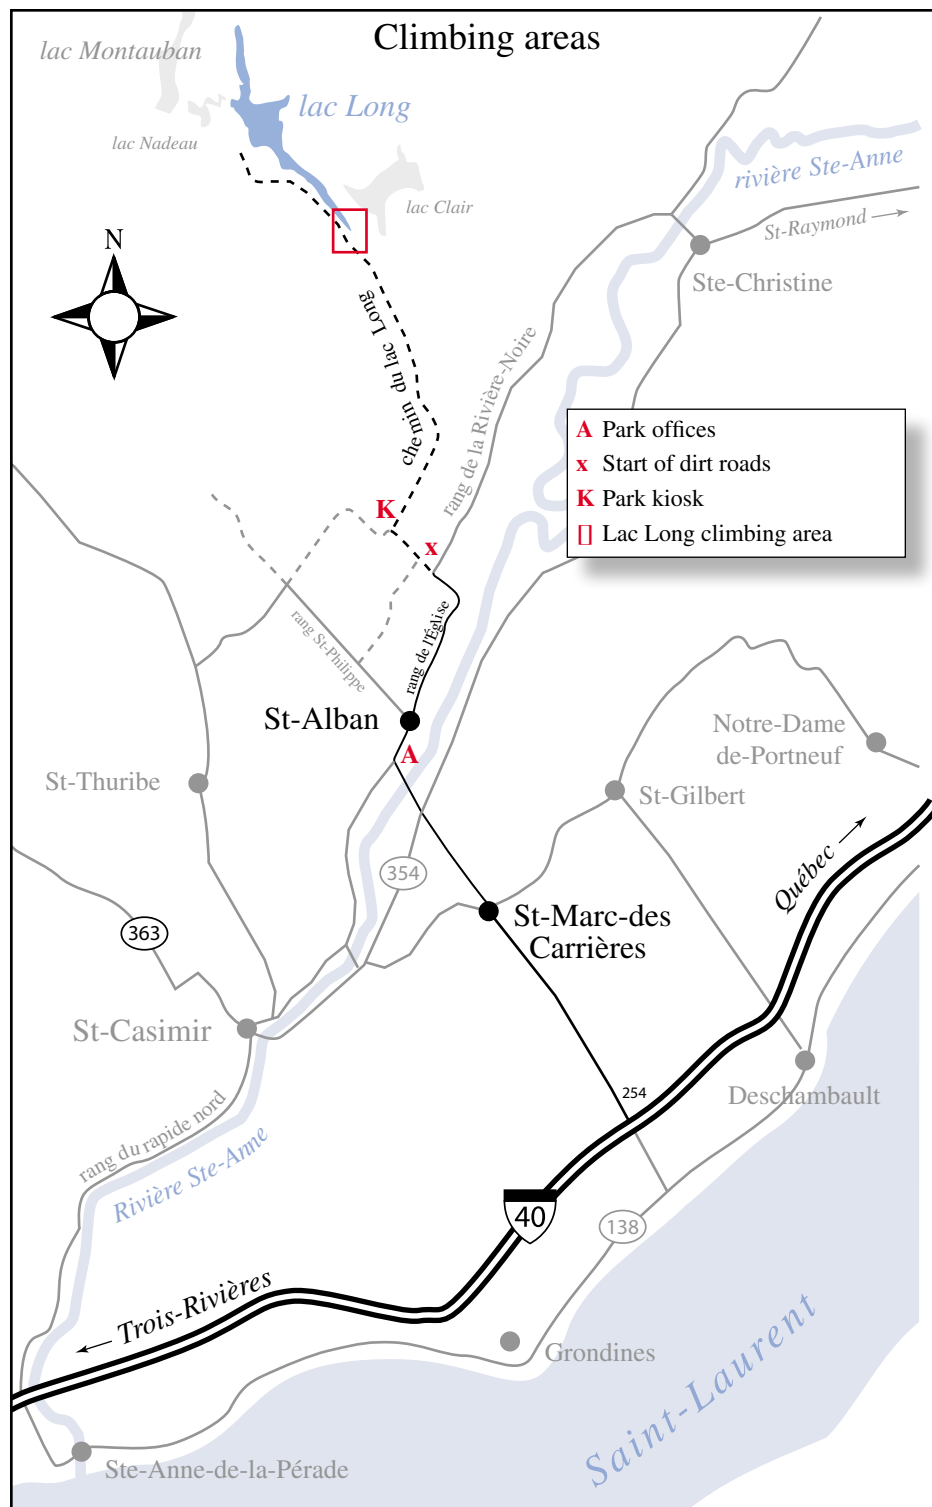 Climbing areas
lac Montauban
lac Long
lac Nadeau
lac Clair
rivière Ste-Anne
St-Raymond
Ste-Christine
N
chemin du lac Long
rang de la Rivière-Noire
A Park offices
x Start of dirt roads
K Park kiosk
[] Lac Long climbing area
K
x
rang St-Philippe
rang de l'Église
St-Alban
A
Notre-Dame
de-Portneuf
St-Thuribe
St-Gilbert
354
Québec
363
St-Marc-des
Carrières
St-Casimir
254
Deschambault
rang du rapide nord
Rivière Ste-Anne
40
138
Trois-Rivières
Grondines
Saint-Laurent
Ste-Anne-de-la-Pérade